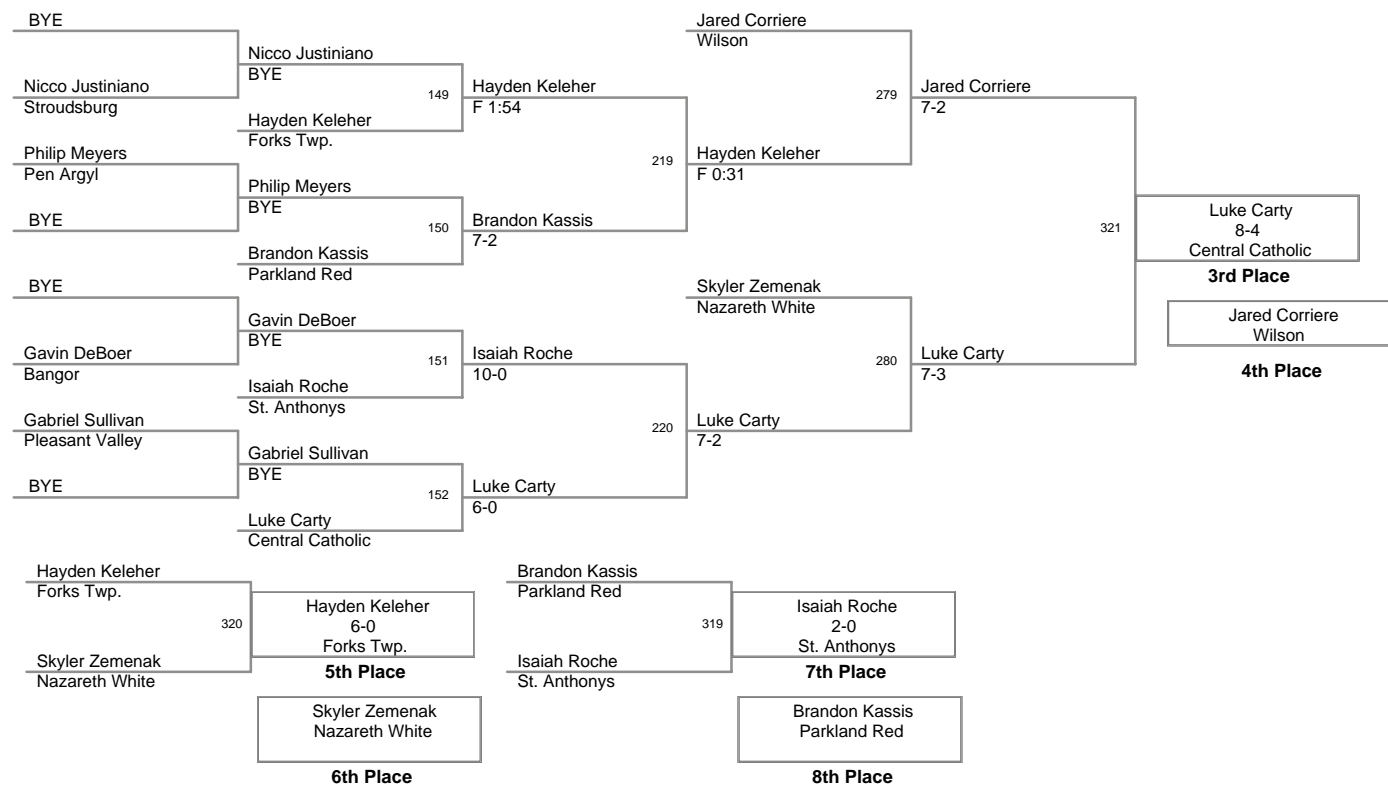 BYE
Nicco Justiniano
Stroudsburg
Philip Meyers
Pen Argyl
BYE
BYE
Gavin DeBoer
Bangor
Gabriel Sullivan
Pleasant Valley
BYE
Nicco Justiniano
BYE
149
Hayden Keleher
Forks Twp.
Philip Meyers
BYE
150
Brandon Kassis
Parkland Red
Gavin DeBoer
BYE
151
Isaiah Roche
St. Anthonys
Gabriel Sullivan
BYE
152
Luke Carty
Central Catholic
Hayden Keleher
F 1:54
219
Brandon Kassis
7-2
Isaiah Roche
10-0
220
Luke Carty
6-0
Jared Corriere
Wilson
279
Hayden Keleher
F 0:31
Skyler Zemenak
Nazareth White
280
Luke Carty
7-2
Jared Corriere
7-2
321
Luke Carty
7-3
Luke Carty
8-4
Central Catholic
3rd Place
Jared Corriere
Wilson
4th Place
Hayden Keleher
Forks Twp.
320
Skyler Zemenak
Nazareth White
Hayden Keleher
6-0
Forks Twp.
5th Place
Skyler Zemenak
Nazareth White
6th Place
Brandon Kassis
Parkland Red
319
Isaiah Roche
St. Anthonys
Isaiah Roche
2-0
St. Anthonys
7th Place
Brandon Kassis
Parkland Red
8th Place